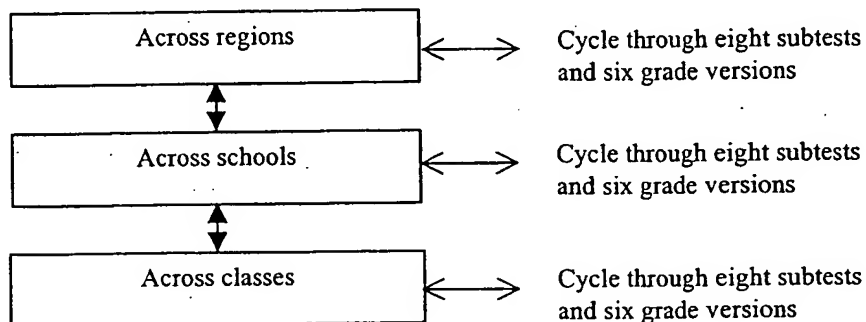 Across regions
Cycle through eight subtests
and six grade versions
Across schools
Cycle through eight subtests
and six grade versions
Across classes
Cycle through eight subtests
and six grade versions